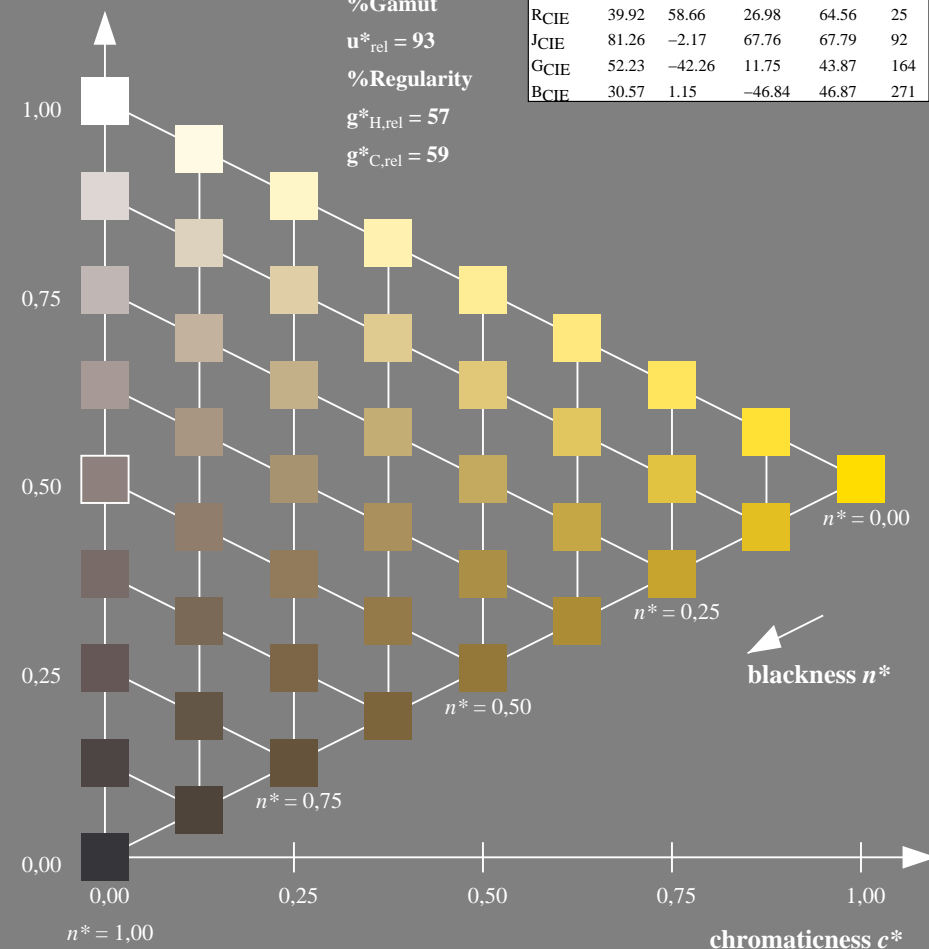 %Gamut
u*rel = 93
%Regularity
g*H,rel = 57
g*C,rel = 59
RCIE 39.92 58.66 26.98 64.56 25
JCIE 81.26 –2.17 67.76 67.79 92
GCIE 52.23 –42.26 11.75 43.87 164
BCIE 30.57 1.15 –46.84 46.87 271
1,00
0,75
0,50
n* = 0,00
n* = 0,25
0,25
blackness n*
n* = 0,50
n* = 0,75
0,00
0,00 0,25 0,50 0,75 1,00
n* = 1,00
chromaticness c*